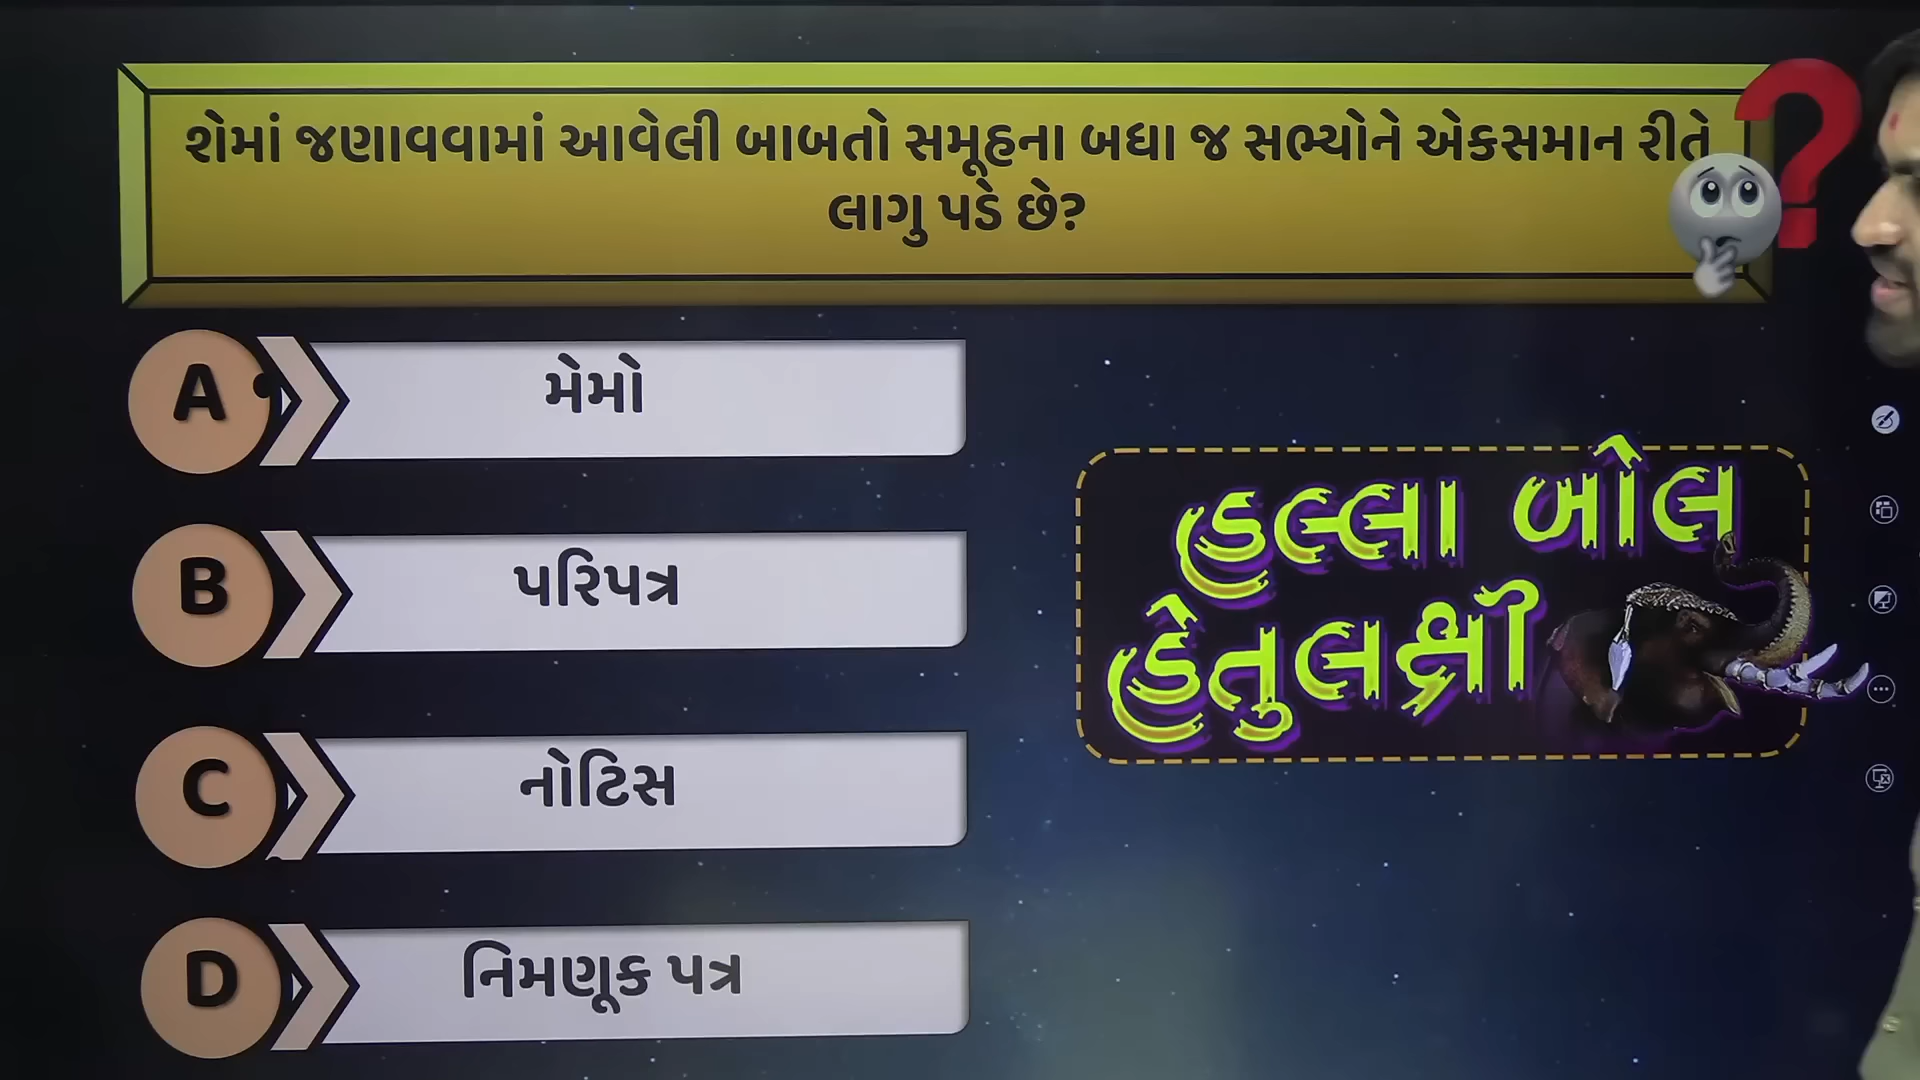 શેમાં જણાવવામાં આવેલી બાબતો સમૂહના બધા જ સભ્યોને એકસમાન રીતે
લાગુ પડે છે?
A મેમો
B પરિપત્ર
C નોટિસ
D નિમણૂક પત્ર
હલ્લા બોલ
હેતુલક્ષી